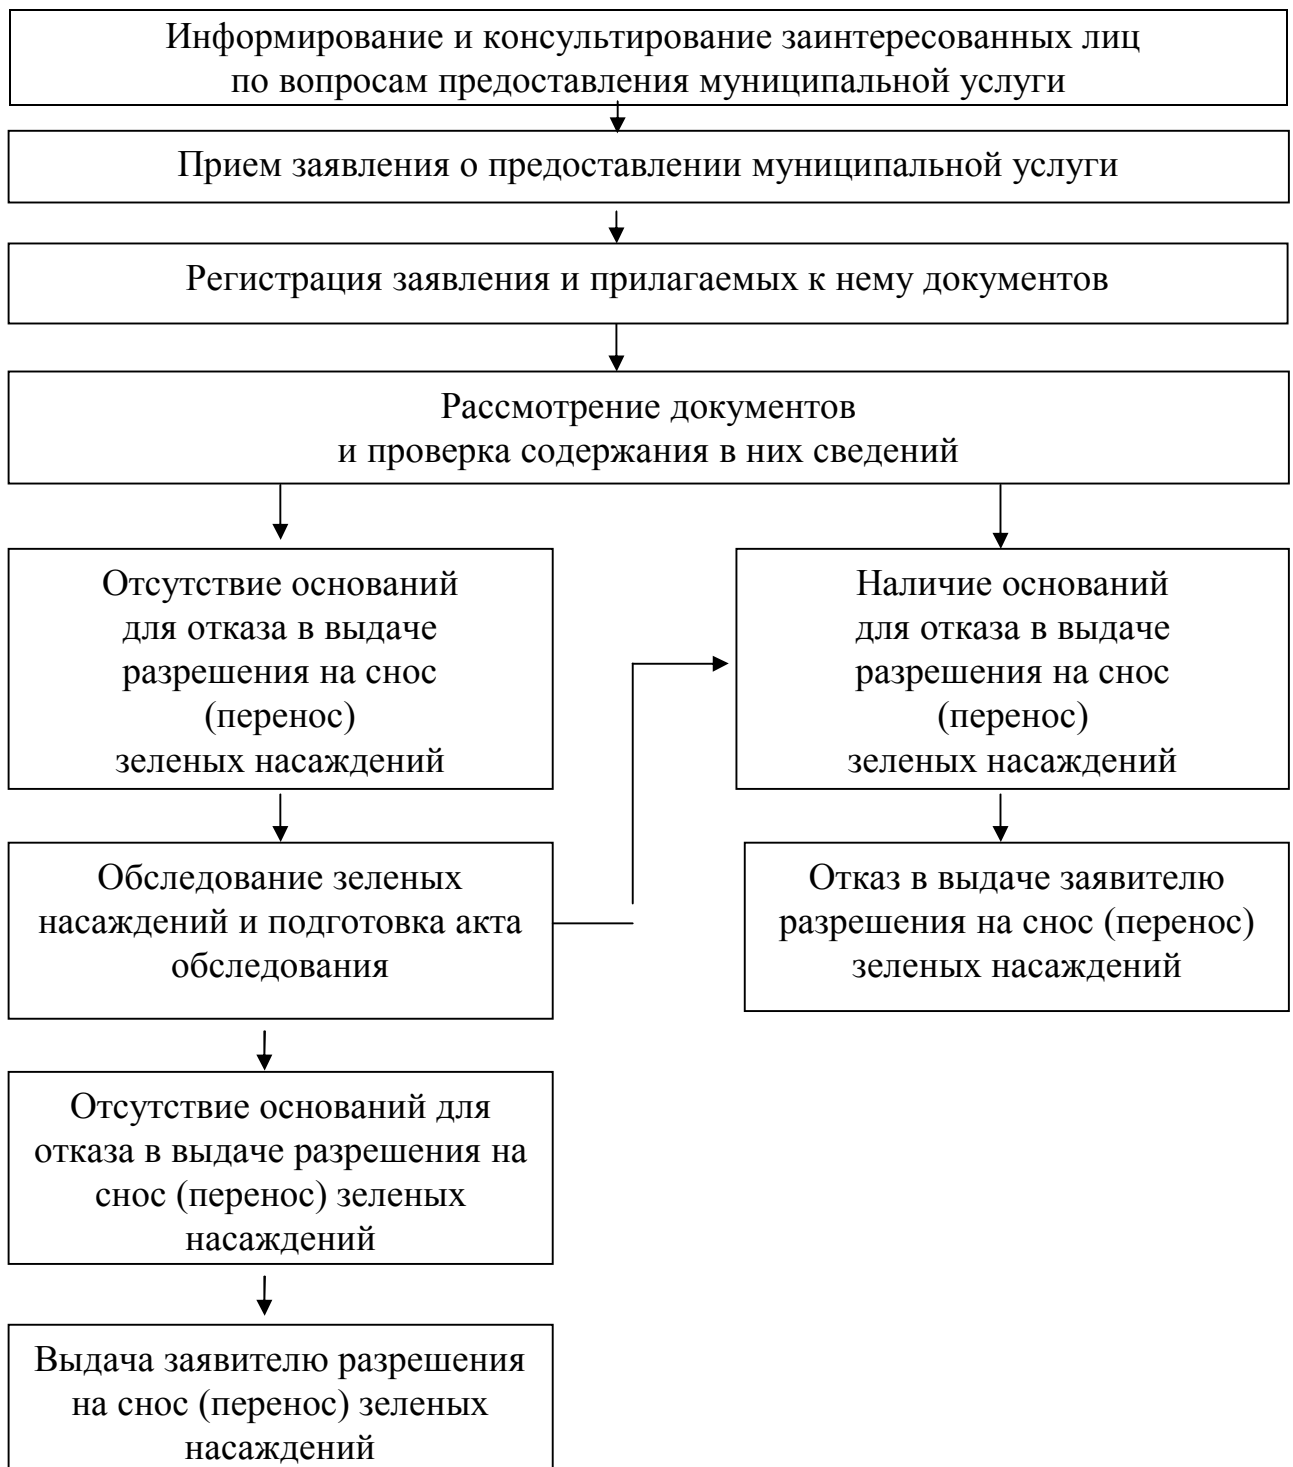 Информирование и консультирование заинтересованных лиц
по вопросам предоставления муниципальной услуги
Прием заявления о предоставлении муниципальной услуги
Регистрация заявления и прилагаемых к нему документов
Рассмотрение документов
и проверка содержания в них сведений
Отсутствие оснований
для отказа в выдаче
разрешения на снос
(перенос)
зеленых насаждений
Наличие оснований
для отказа в выдаче
разрешения на снос
(перенос)
зеленых насаждений
Обследование зеленых
насаждений и подготовка акта
обследования
Отказ в выдаче заявителю
разрешения на снос (перенос)
зеленых насаждений
Отсутствие оснований для
отказа в выдаче разрешения на
снос (перенос) зеленых
насаждений
Выдача заявителю разрешения
на снос (перенос) зеленых
насаждений